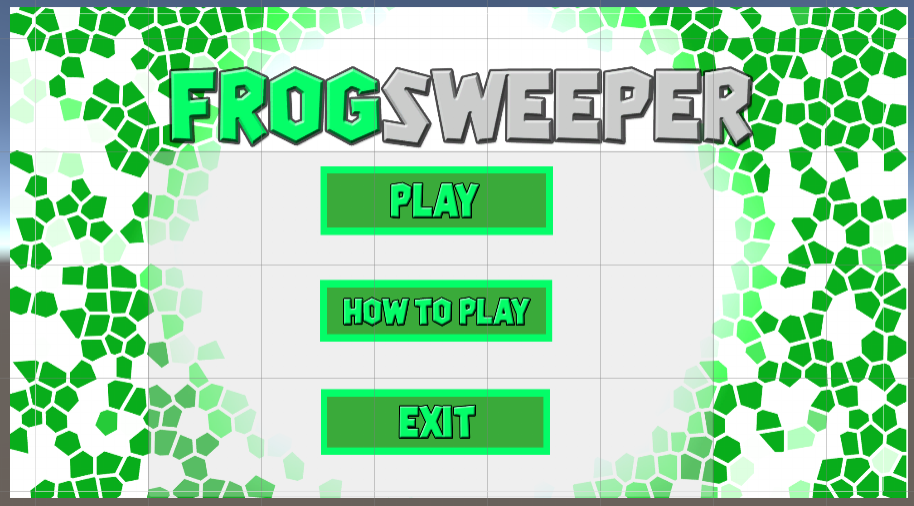 FROGSWEEPER
PLAY
HOW TO PLAY
EXIT